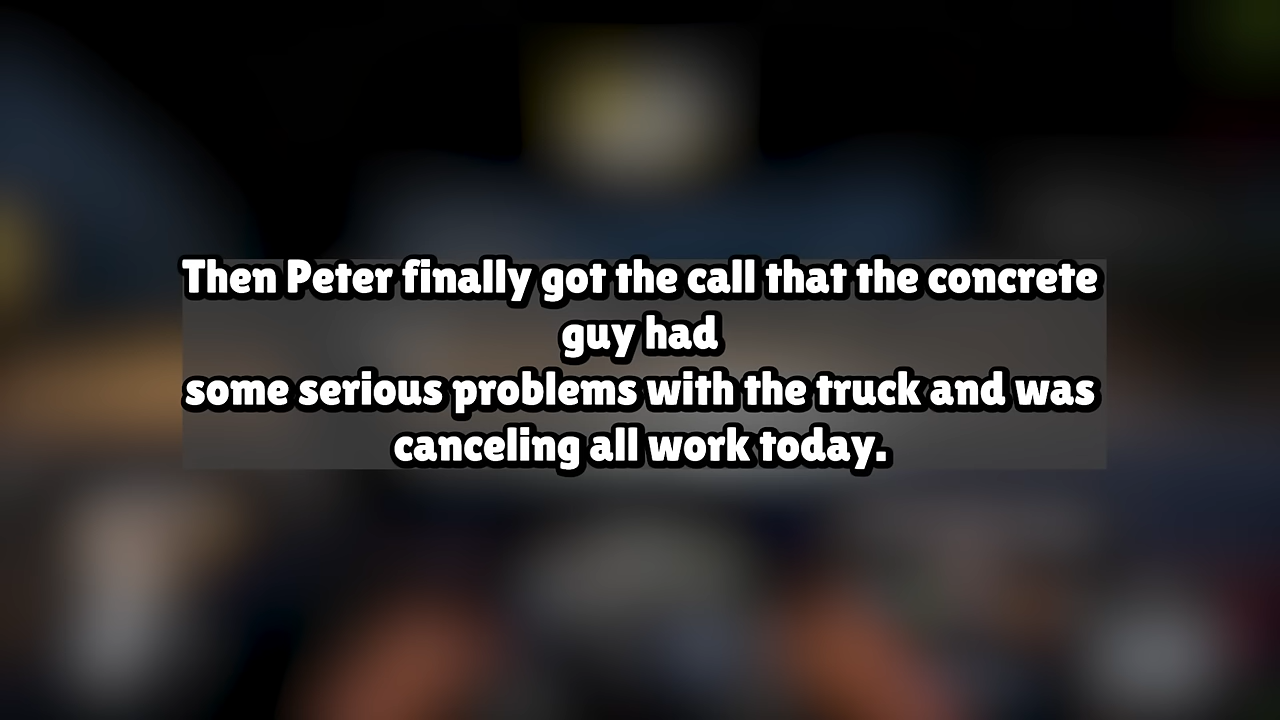 Then Peter finally got the call that the concrete
guy had
some serious problems with the truck and was
canceling all work today.